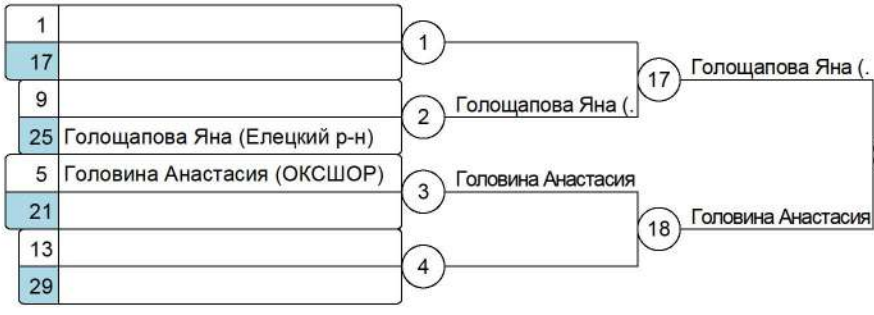 1
17
9
25 Голощапова Яна (Елецкий р-н)
5 Головина Анастасия (ОКСШОР)
21
13
29
1
2 Голощапова Яна (.
3 Головина Анастасия
4
17 Голощапова Яна (.
18 Головина Анастасия